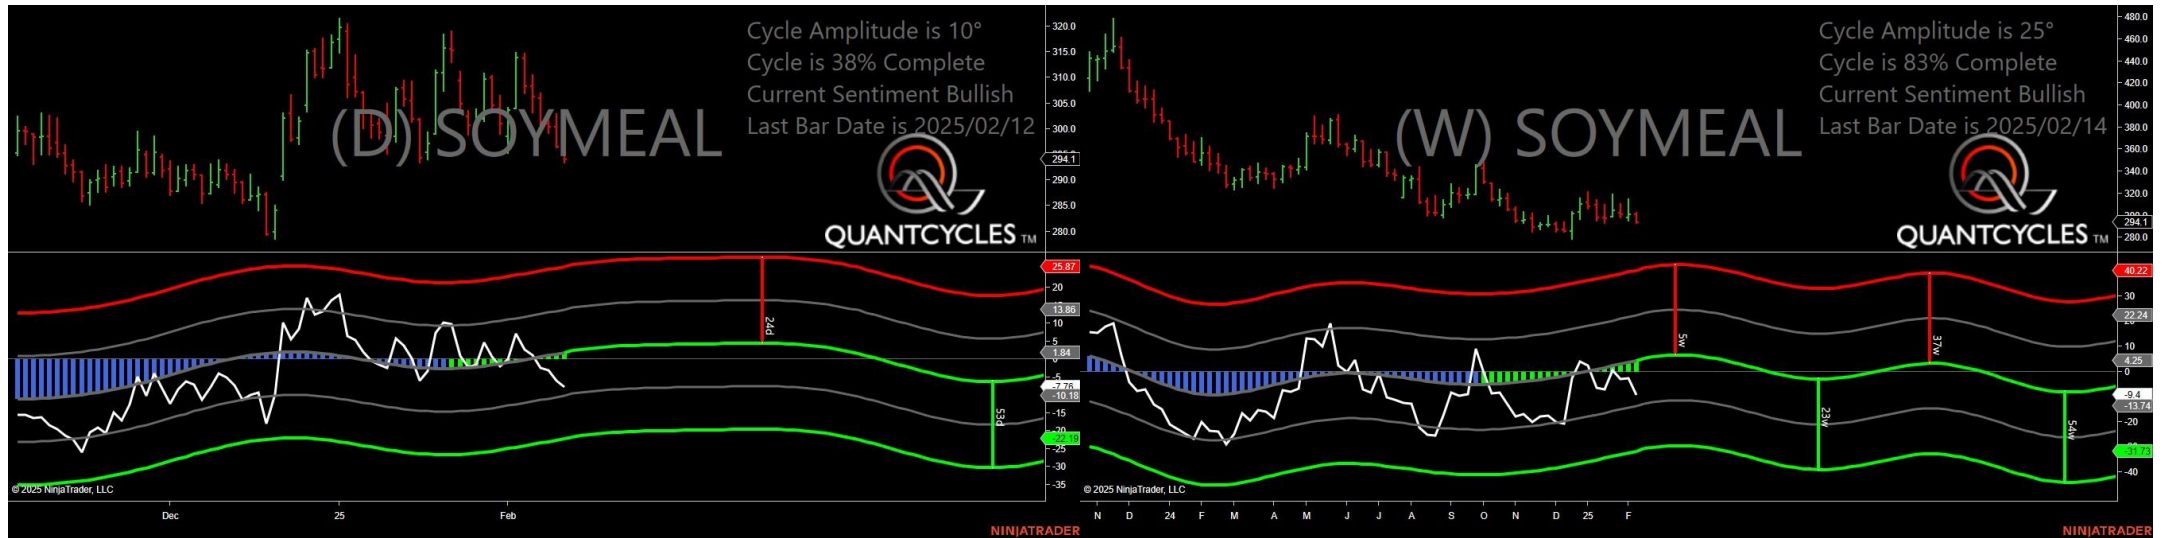 (D) SOYMEAL
Cycle Amplitude is 10°
Cycle is 38% Complete
Current Sentiment Bullish
Last Bar Date is 2025/02/12
QUANTCYCLES TM
320.0
315.0
310.0
305.0
300.0
294.1
290.0
285.0
280.0
25.87
20
13.86
10
5
1.84
0
-5
-7.76
-10.18
-15
-20
-22.19
-30
-35
24d
53d
© 2025 NinjaTrader, LLC
Dec 25 Feb
NINJATRADER
(W) SOYMEAL
Cycle Amplitude is 25°
Cycle is 83% Complete
Current Sentiment Bullish
Last Bar Date is 2025/02/14
QUANTCYCLES TM
480.0
460.0
440.0
420.0
400.0
380.0
360.0
340.0
320.0
300.0
294.1
280.0
40.22
30
22.24
10
4.25
0
-9.4
-13.74
-20
-31.73
-40
5w
37w
23w
54w
© 2025 NinjaTrader, LLC
N D 24 F M A M J J A S O N D 25 F
NINJATRADER